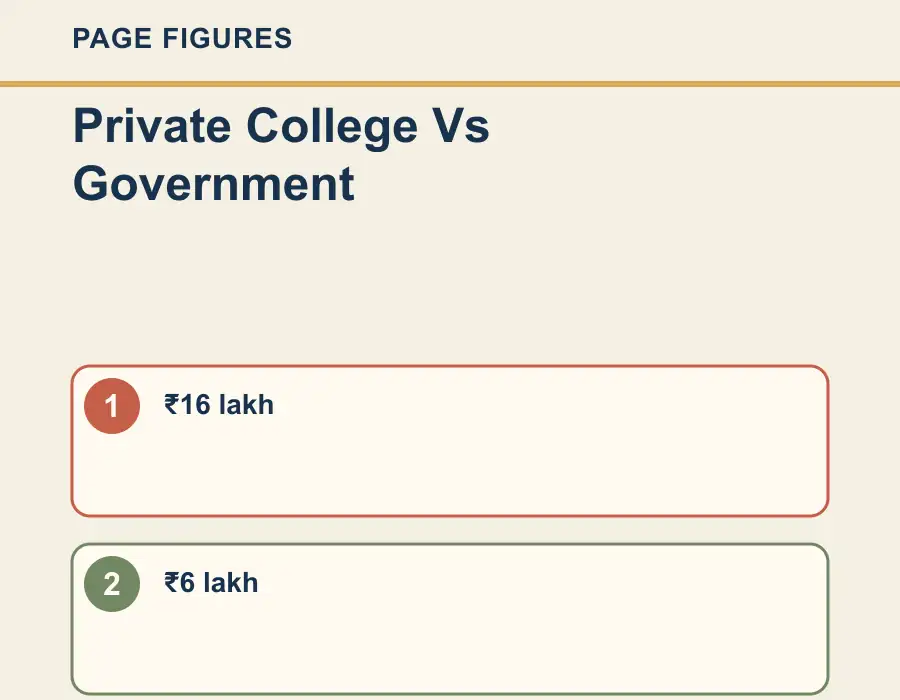 PAGE FIGURES
Private College Vs
Government
1 ₹16 lakh
2 ₹6 lakh